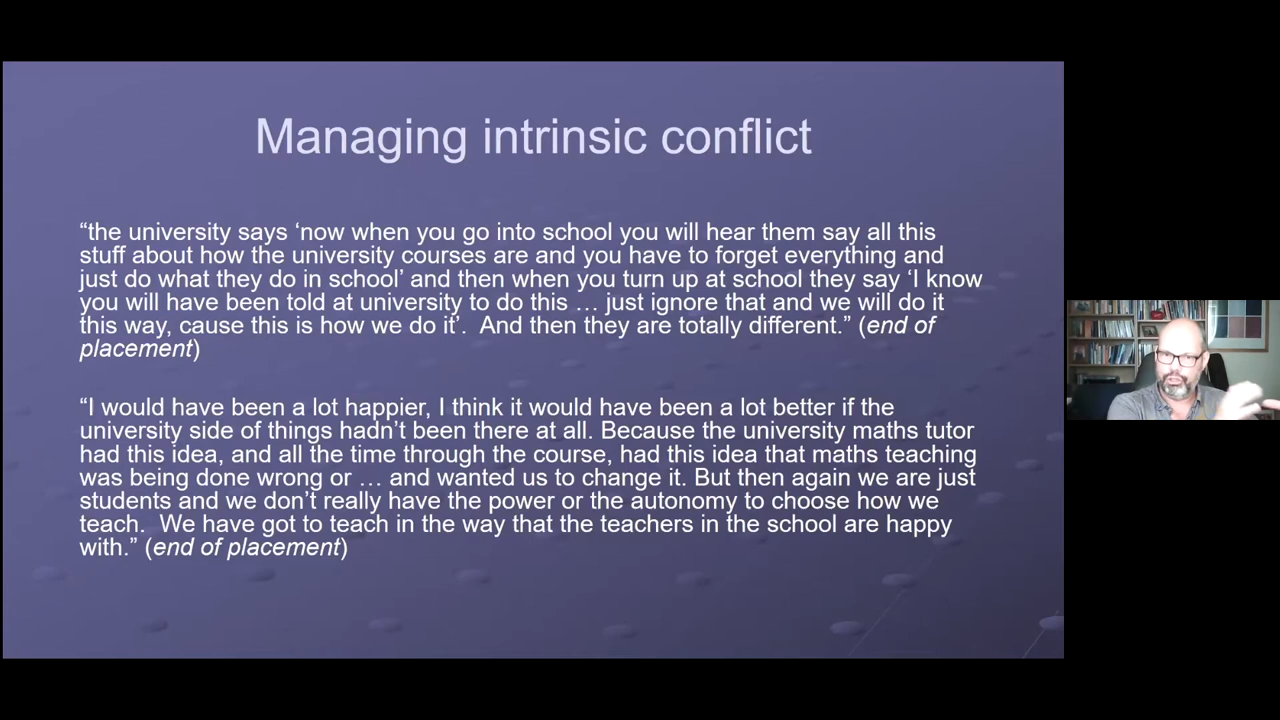 Managing intrinsic conflict
“the university says ‘now when you go into school you will hear them say all this
stuff about how the university courses are and you have to forget everything and
just do what they do in school’ and then when you turn up at school they say ‘I know
you will have been told at university to do this … just ignore that and we will do it
this way, cause this is how we do it’.  And then they are totally different.” (end of
placement)
“I would have been a lot happier, I think it would have been a lot better if the
university side of things hadn’t been there at all. Because the university maths tutor
had this idea, and all the time through the course, had this idea that maths teaching
was being done wrong or … and wanted us to change it. But then again we are just
students and we don’t really have the power or the autonomy to choose how we
teach.  We have got to teach in the way that the teachers in the school are happy
with.” (end of placement)